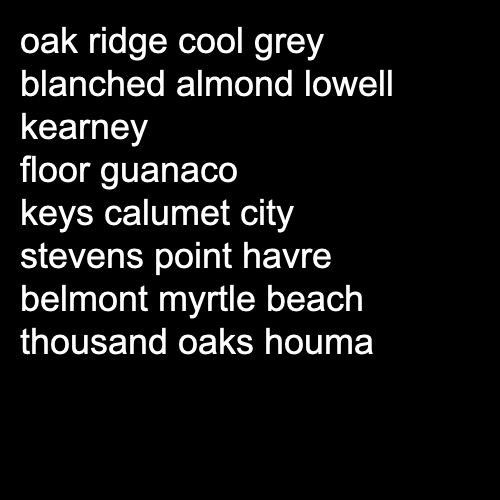 oak ridge cool grey
blanched almond lowell
kearney
floor guanaco
keys calumet city
stevens point havre
belmont myrtle beach
thousand oaks houma